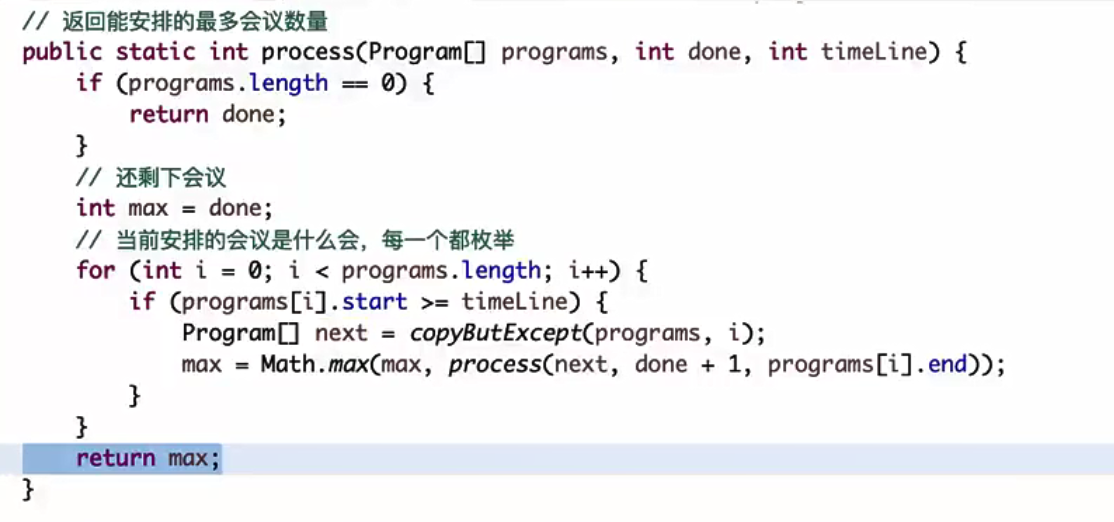 // 返回能安排的最多会议数量
public static int process(Program[] programs, int done, int timeLine) {
    if (programs.length == 0) {
        return done;
    }
    // 还剩下会议
    int max = done;
    // 当前安排的会议是什么会，每一个都枚举
    for (int i = 0; i < programs.length; i++) {
        if (programs[i].start >= timeLine) {
            Program[] next = copyButExcept(programs, i);
            max = Math.max(max, process(next, done + 1, programs[i].end));
        }
    }
    return max;
}